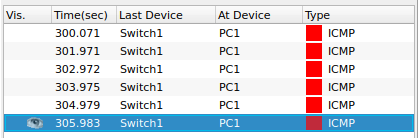 Vis. Time(sec) Last Device At Device Type
300.071 Switch1 PC1 ICMP
301.971 Switch1 PC1 ICMP
302.972 Switch1 PC1 ICMP
303.975 Switch1 PC1 ICMP
304.979 Switch1 PC1 ICMP
305.983 Switch1 PC1 ICMP